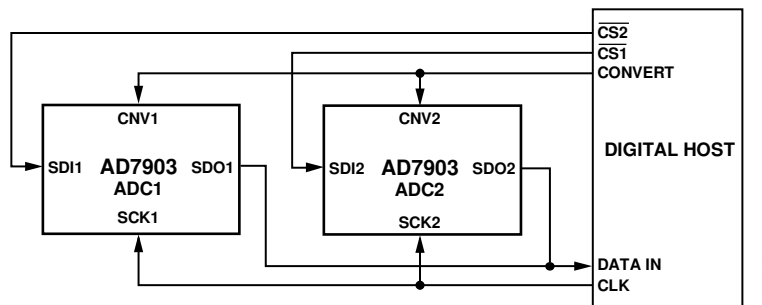 CS2
CS1
CONVERT
CNV1
CNV2
SDI1 AD7903 SDO1
ADC1
SCK1
SDI2 AD7903 SDO2
ADC2
SCK2
DIGITAL HOST
DATA IN
CLK